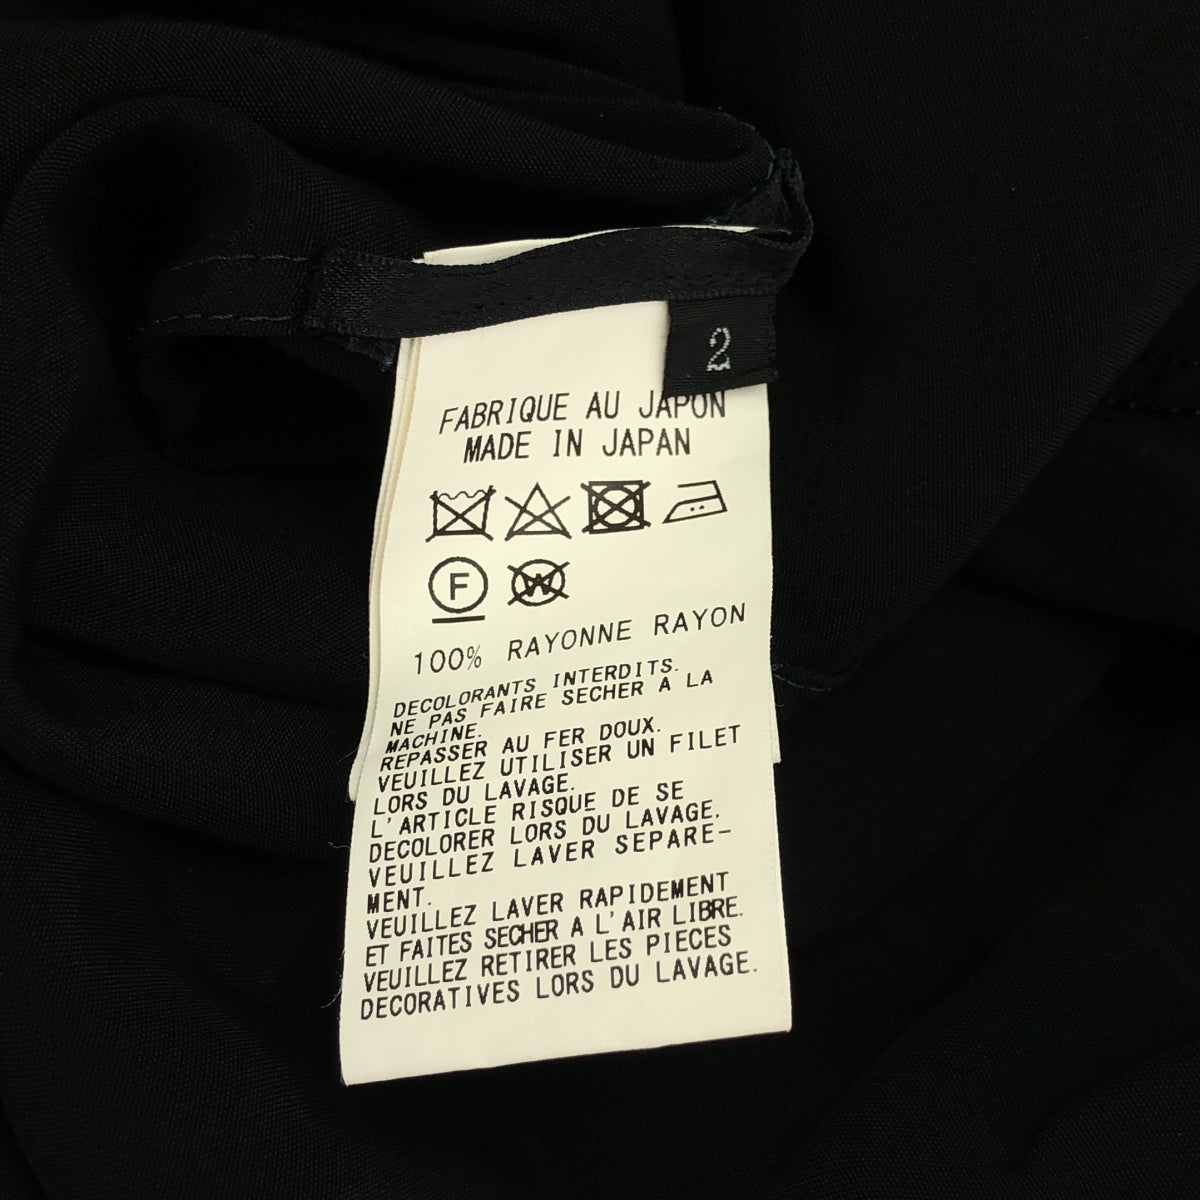 2
FABRIQUE AU JAPON
MADE IN JAPAN
F W
100% RAYONNE RAYON
DECOLORANTS INTERDITS.
NE PAS FAIRE SECHER A LA
MACHINE.
REPASSER AU FER DOUX.
VEUILLEZ UTILISER UN FILET
LORS DU LAVAGE.
L'ARTICLE RISQUE DE SE
DECOLORER LORS DU LAVAGE.
VEUILLEZ LAVER SEPARE-
MENT.
VEUILLEZ LAVER RAPIDEMENT
ET FAITES SECHER A L'AIR LIBRE.
VEUILLEZ RETIRER LES PIECES
DECORATIVES LORS DU LAVAGE.